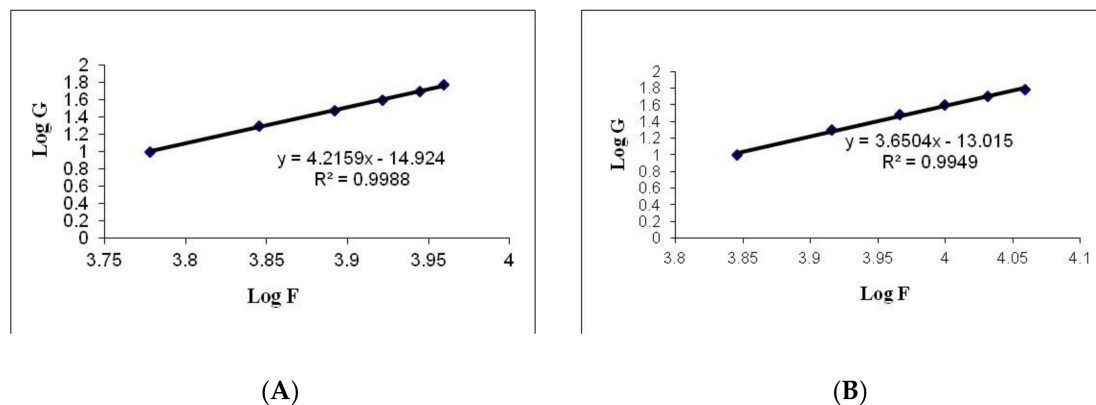 2
1.8
1.6
1.4
1.2
1
0.8
0.6
0.4
0.2
0
Log G
y = 4.2159x - 14.924
R² = 0.9988
3.75 3.8 3.85 3.9 3.95 4
Log F
(A)
2
1.8
1.6
1.4
1.2
1
0.8
0.6
0.4
0.2
0
Log G
y = 3.6504x - 13.015
R² = 0.9949
3.8 3.85 3.9 3.95 4 4.05 4.1
Log F
(B)